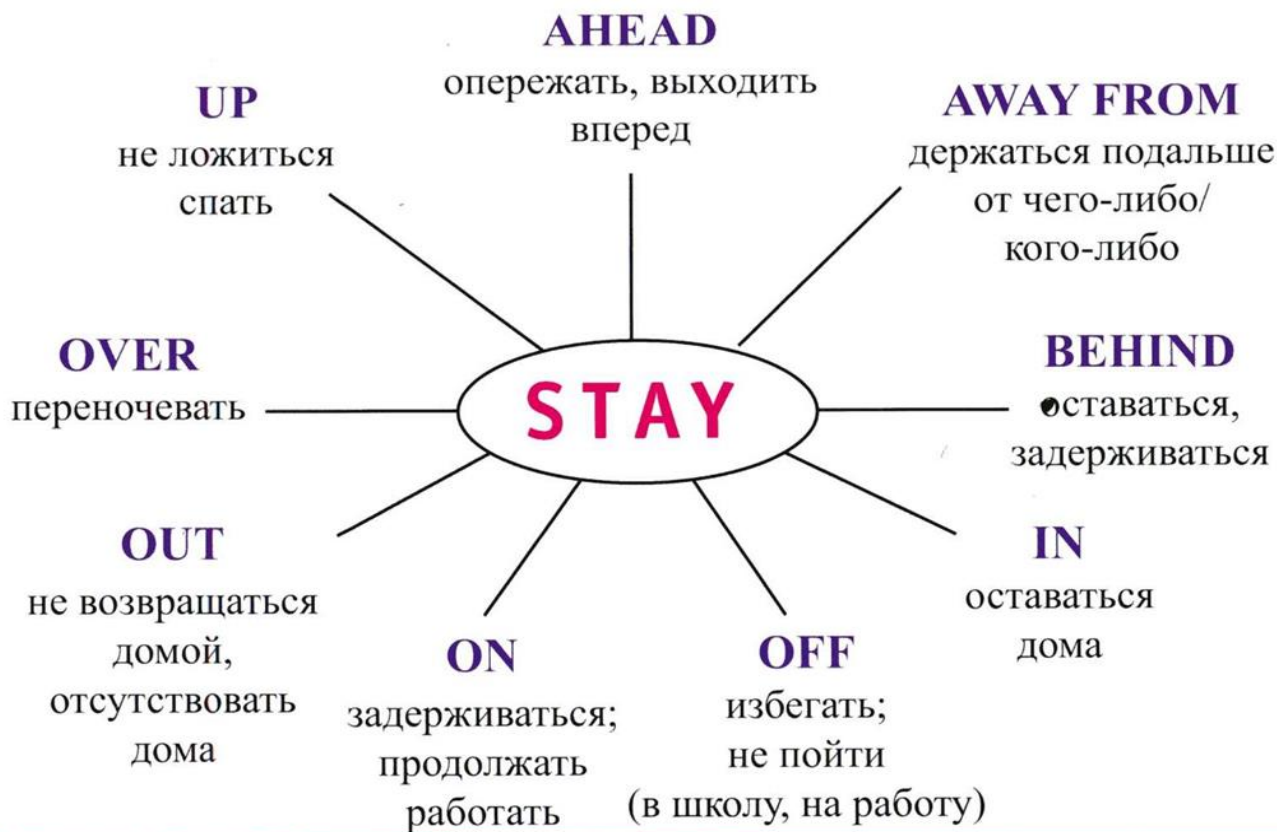 AHEAD
опережать, выходить
вперед
UP
не ложиться
спать
AWAY FROM
держаться подальше
от чего-либо/
кого-либо
OVER
переночевать
STAY
BEHIND
оставаться,
задерживаться
OUT
не возвращаться
домой,
отсутствовать
дома
ON
задерживаться;
продолжать
работать
OFF
избегать;
не пойти
(в школу, на работу)
IN
оставаться
дома